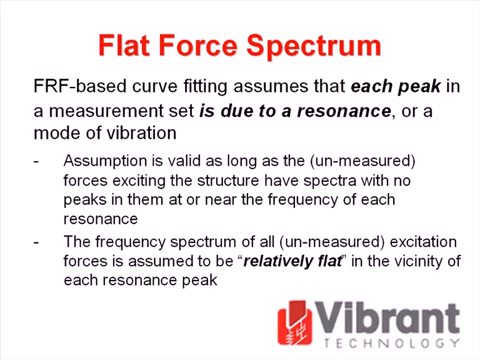 Flat Force Spectrum
FRF-based curve fitting assumes that each peak in
a measurement set is due to a resonance, or a
mode of vibration
- Assumption is valid as long as the (un-measured)
forces exciting the structure have spectra with no
peaks in them at or near the frequency of each
resonance
- The frequency spectrum of all (un-measured) excitation
forces is assumed to be “relatively flat” in the vicinity of
each resonance peak
Vibrant
TECHNOLOGY